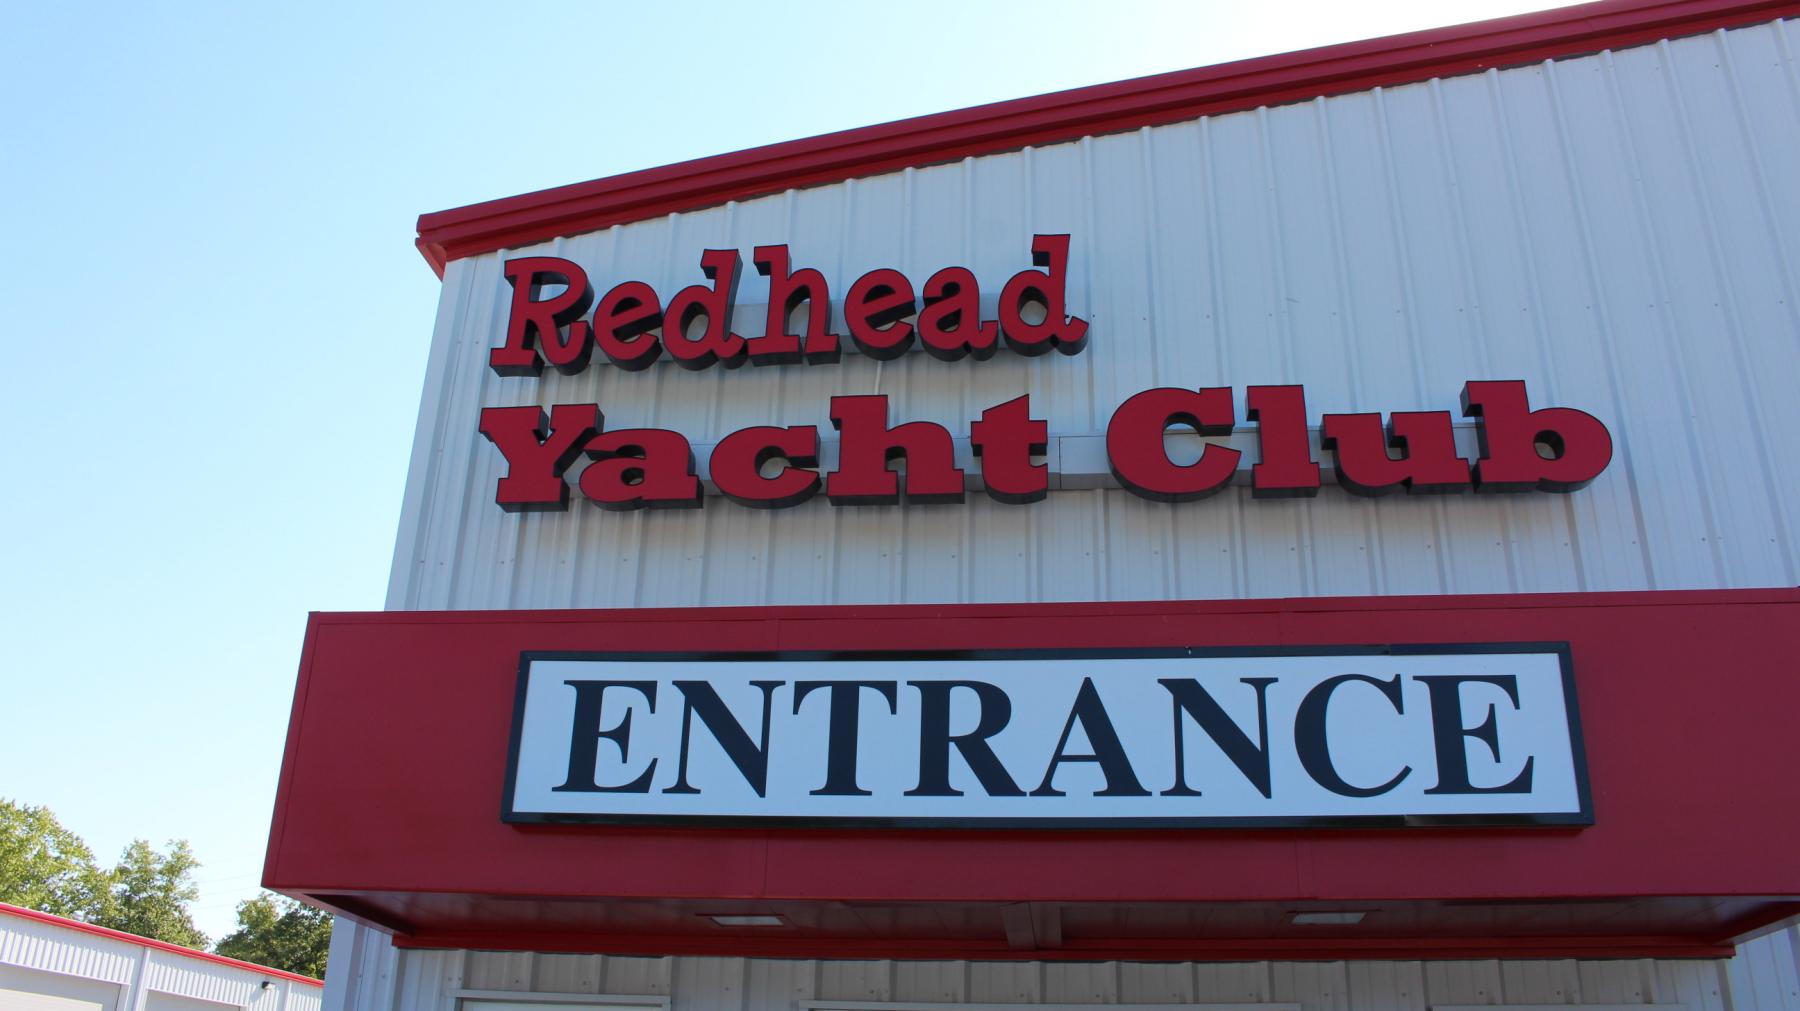 Redhead
Yacht Club
ENTRANCE